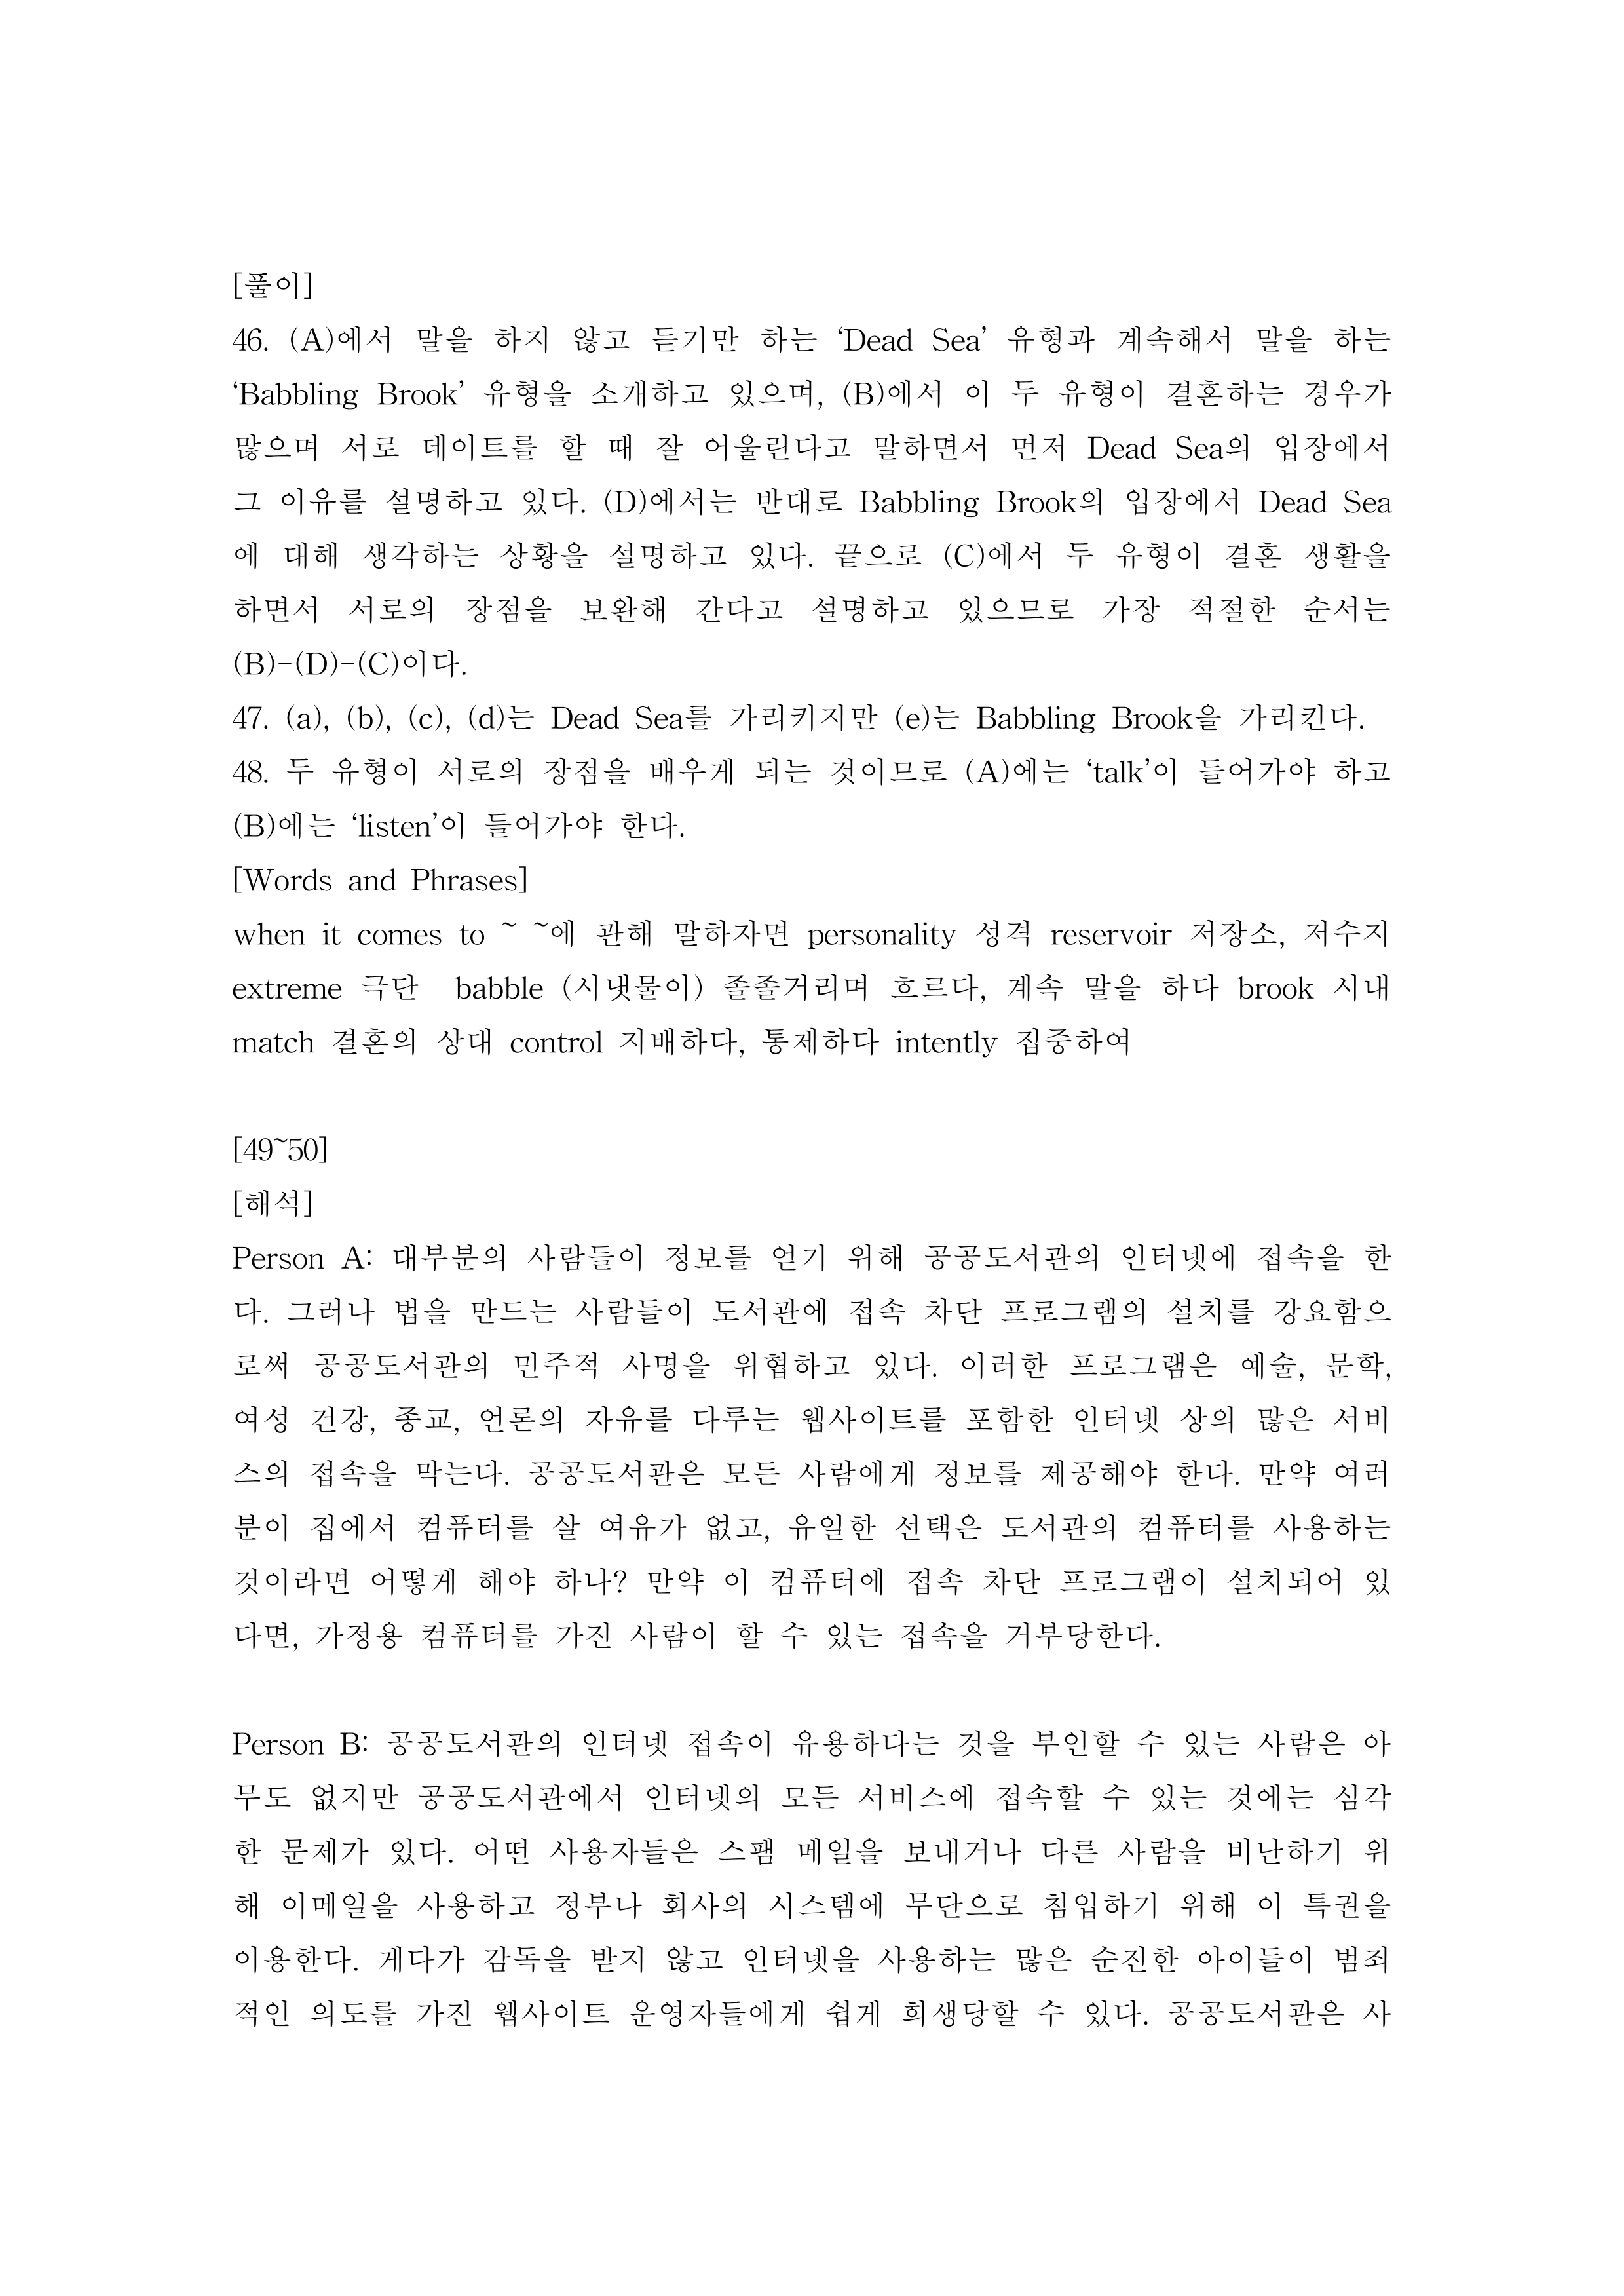 [풀이]
46. (A)에서 말을 하지 않고 듣기만 하는 ‘Dead Sea’ 유형과 계속해서 말을 하는
‘Babbling Brook’ 유형을 소개하고 있으며, (B)에서 이 두 유형이 결혼하는 경우가
많으며 서로 데이트를 할 때 잘 어울린다고 말하면서 먼저 Dead Sea의 입장에서
그 이유를 설명하고 있다. (D)에서는 반대로 Babbling Brook의 입장에서 Dead Sea
에 대해 생각하는 상황을 설명하고 있다. 끝으로 (C)에서 두 유형이 결혼 생활을
하면서 서로의 장점을 보완해 간다고 설명하고 있으므로 가장 적절한 순서는
(B)-(D)-(C)이다.
47. (a), (b), (c), (d)는 Dead Sea를 가리키지만 (e)는 Babbling Brook을 가리킨다.
48. 두 유형이 서로의 장점을 배우게 되는 것이므로 (A)에는 ‘talk’이 들어가야 하고
(B)에는 ‘listen’이 들어가야 한다.
[Words and Phrases]
when it comes to ~ ~에 관해 말하자면 personality 성격 reservoir 저장소, 저수지
extreme 극단 babble (시냇물이) 졸졸거리며 흐르다, 계속 말을 하다 brook 시내
match 결혼의 상대 control 지배하다, 통제하다 intently 집중하여
[49~50]
[해석]
Person A: 대부분의 사람들이 정보를 얻기 위해 공공도서관의 인터넷에 접속을 한
다. 그러나 법을 만드는 사람들이 도서관에 접속 차단 프로그램의 설치를 강요함으
로써 공공도서관의 민주적 사명을 위협하고 있다. 이러한 프로그램은 예술, 문학,
여성 건강, 종교, 언론의 자유를 다루는 웹사이트를 포함한 인터넷 상의 많은 서비
스의 접속을 막는다. 공공도서관은 모든 사람에게 정보를 제공해야 한다. 만약 여러
분이 집에서 컴퓨터를 살 여유가 없고, 유일한 선택은 도서관의 컴퓨터를 사용하는
것이라면 어떻게 해야 하나? 만약 이 컴퓨터에 접속 차단 프로그램이 설치되어 있
다면, 가정용 컴퓨터를 가진 사람이 할 수 있는 접속을 거부당한다.
Person B: 공공도서관의 인터넷 접속이 유용하다는 것을 부인할 수 있는 사람은 아
무도 없지만 공공도서관에서 인터넷의 모든 서비스에 접속할 수 있는 것에는 심각
한 문제가 있다. 어떤 사용자들은 스팸 메일을 보내거나 다른 사람을 비난하기 위
해 이메일을 사용하고 정부나 회사의 시스템에 무단으로 침입하기 위해 이 특권을
이용한다. 게다가 감독을 받지 않고 인터넷을 사용하는 많은 순진한 아이들이 범죄
적인 의도를 가진 웹사이트 운영자들에게 쉽게 희생당할 수 있다. 공공도서관은 사